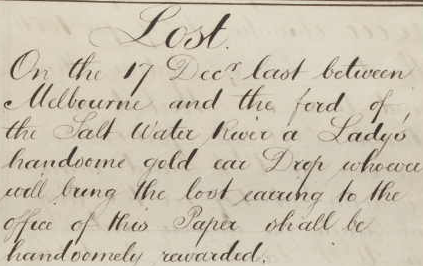 Lost.
On the 17 Decr last between
Melbourne and the ford of
the Salt Water River a Lady's
handsome gold ear Drop whoever
will bring the lost earring to the
office of this Paper shall be
handsomely rewarded.